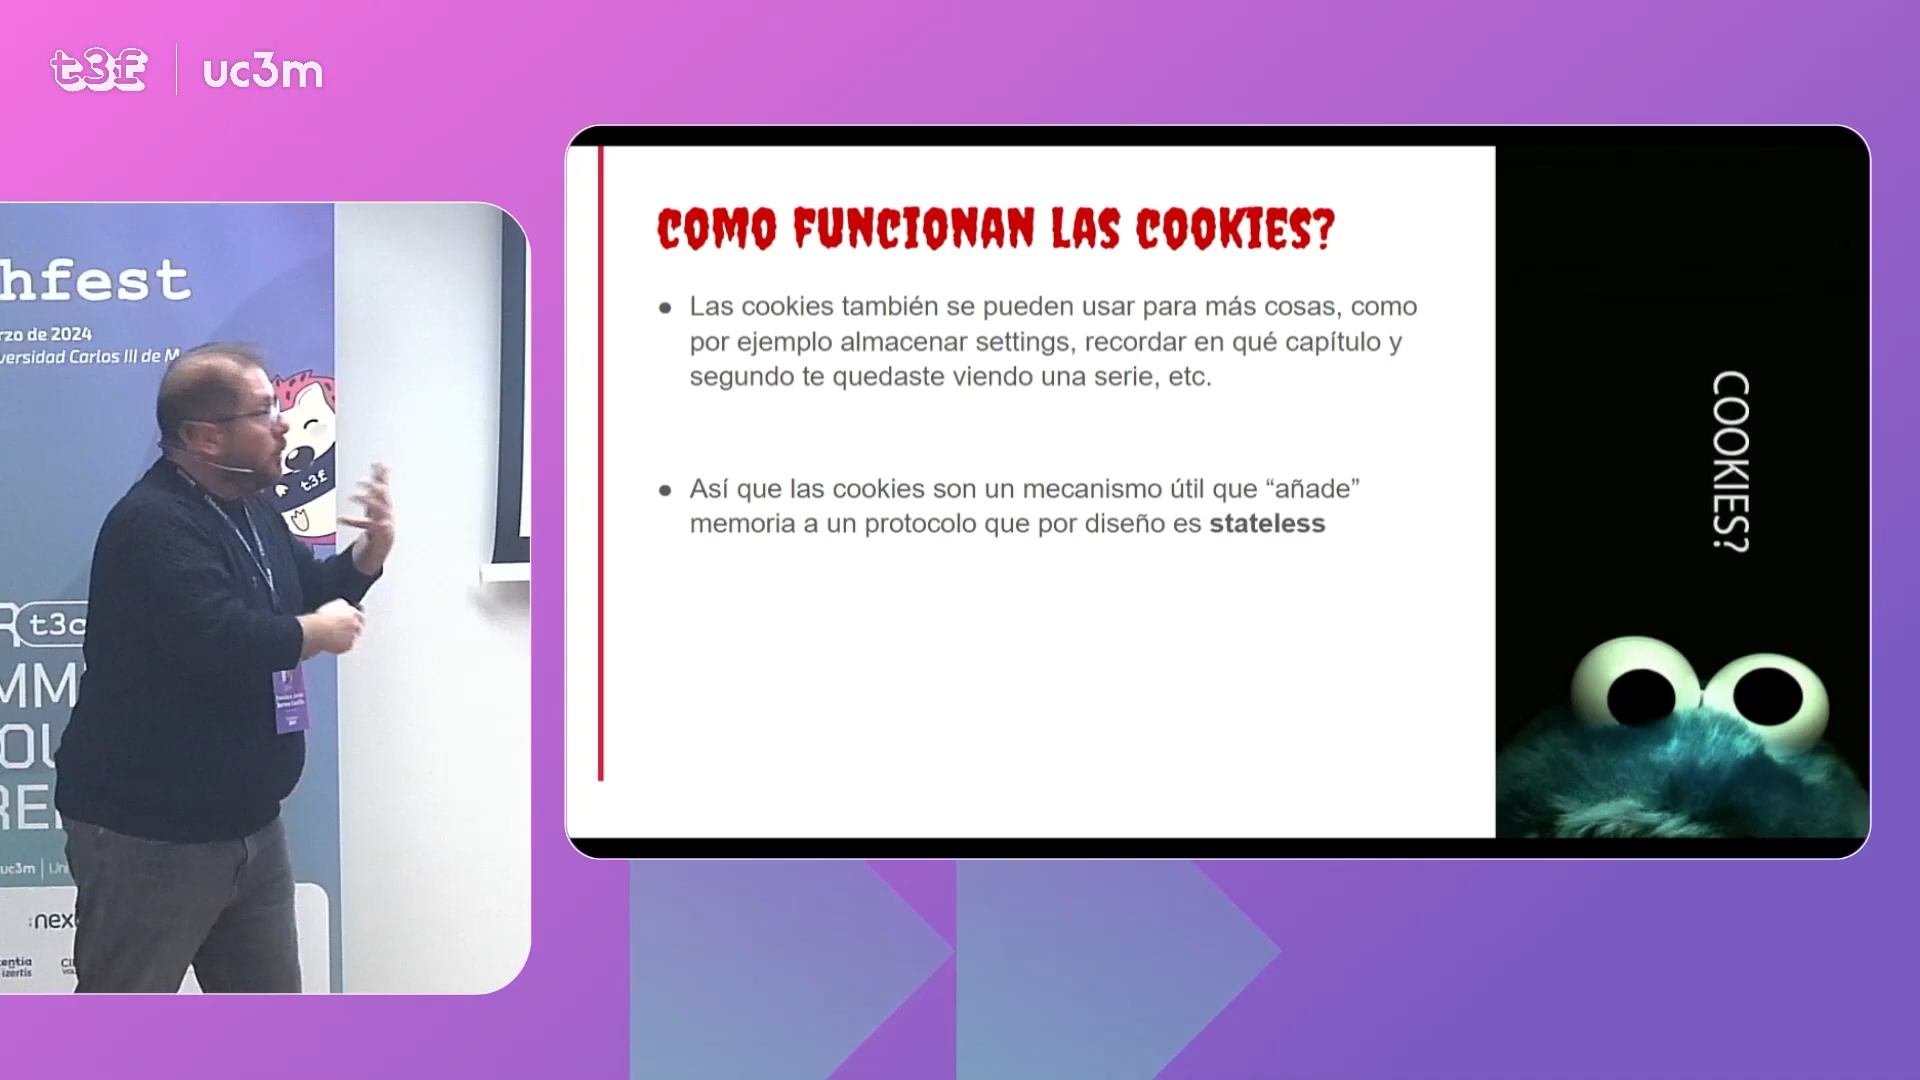 t3f | uc3m
hfest
rzo de 2024
versidad Carlos III de M
t3f
t3c
MM
OU
RE
uc3m | Uni
:nex
entia
izertis
COMO FUNCIONAN LAS COOKIES?
● Las cookies también se pueden usar para más cosas, como
por ejemplo almacenar settings, recordar en qué capítulo y
segundo te quedaste viendo una serie, etc.
● Así que las cookies son un mecanismo útil que “añade”
memoria a un protocolo que por diseño es stateless
COOKIES?